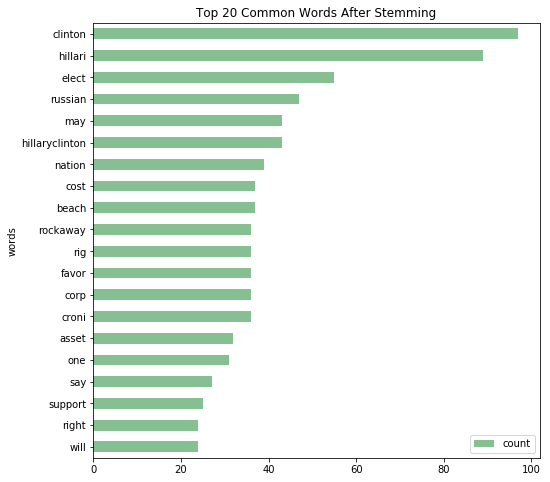 Top 20 Common Words After Stemming
words
clinton
hillari
elect
russian
may
hillaryclinton
nation
cost
beach
rockaway
rig
favor
corp
croni
asset
one
say
support
right
will
count
0 20 40 60 80 100